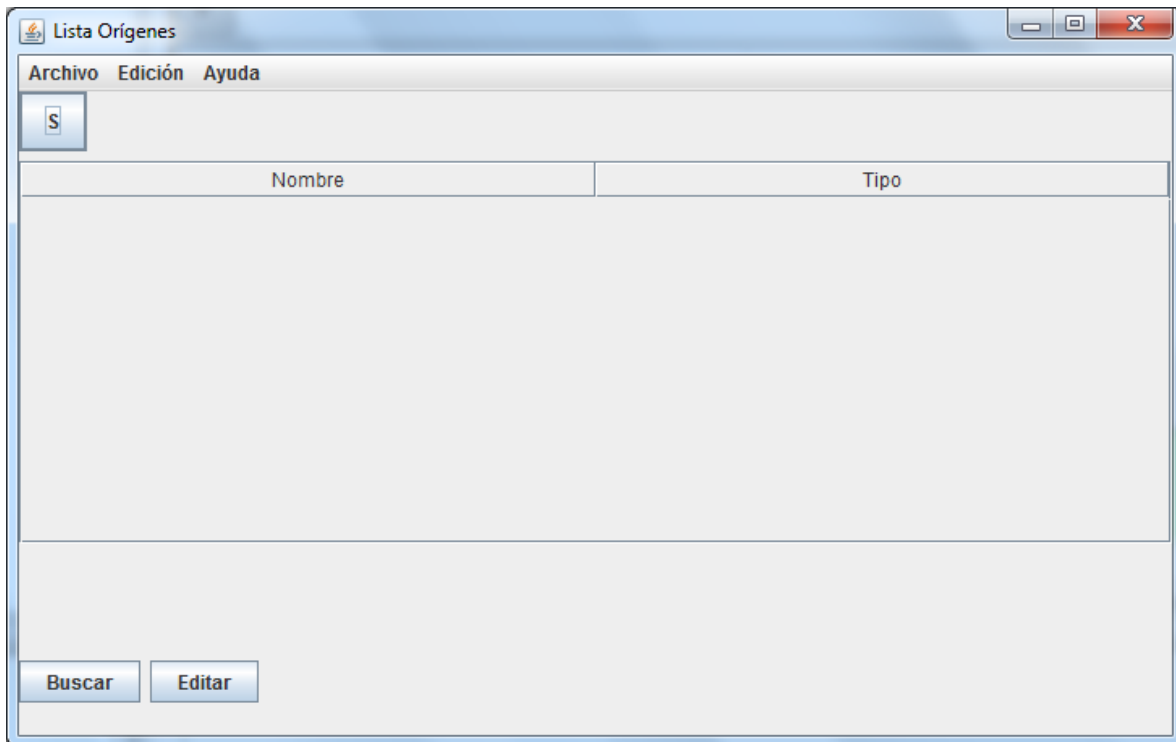 Lista Orígenes
Archivo Edición Ayuda
S
Nombre Tipo
Buscar Editar